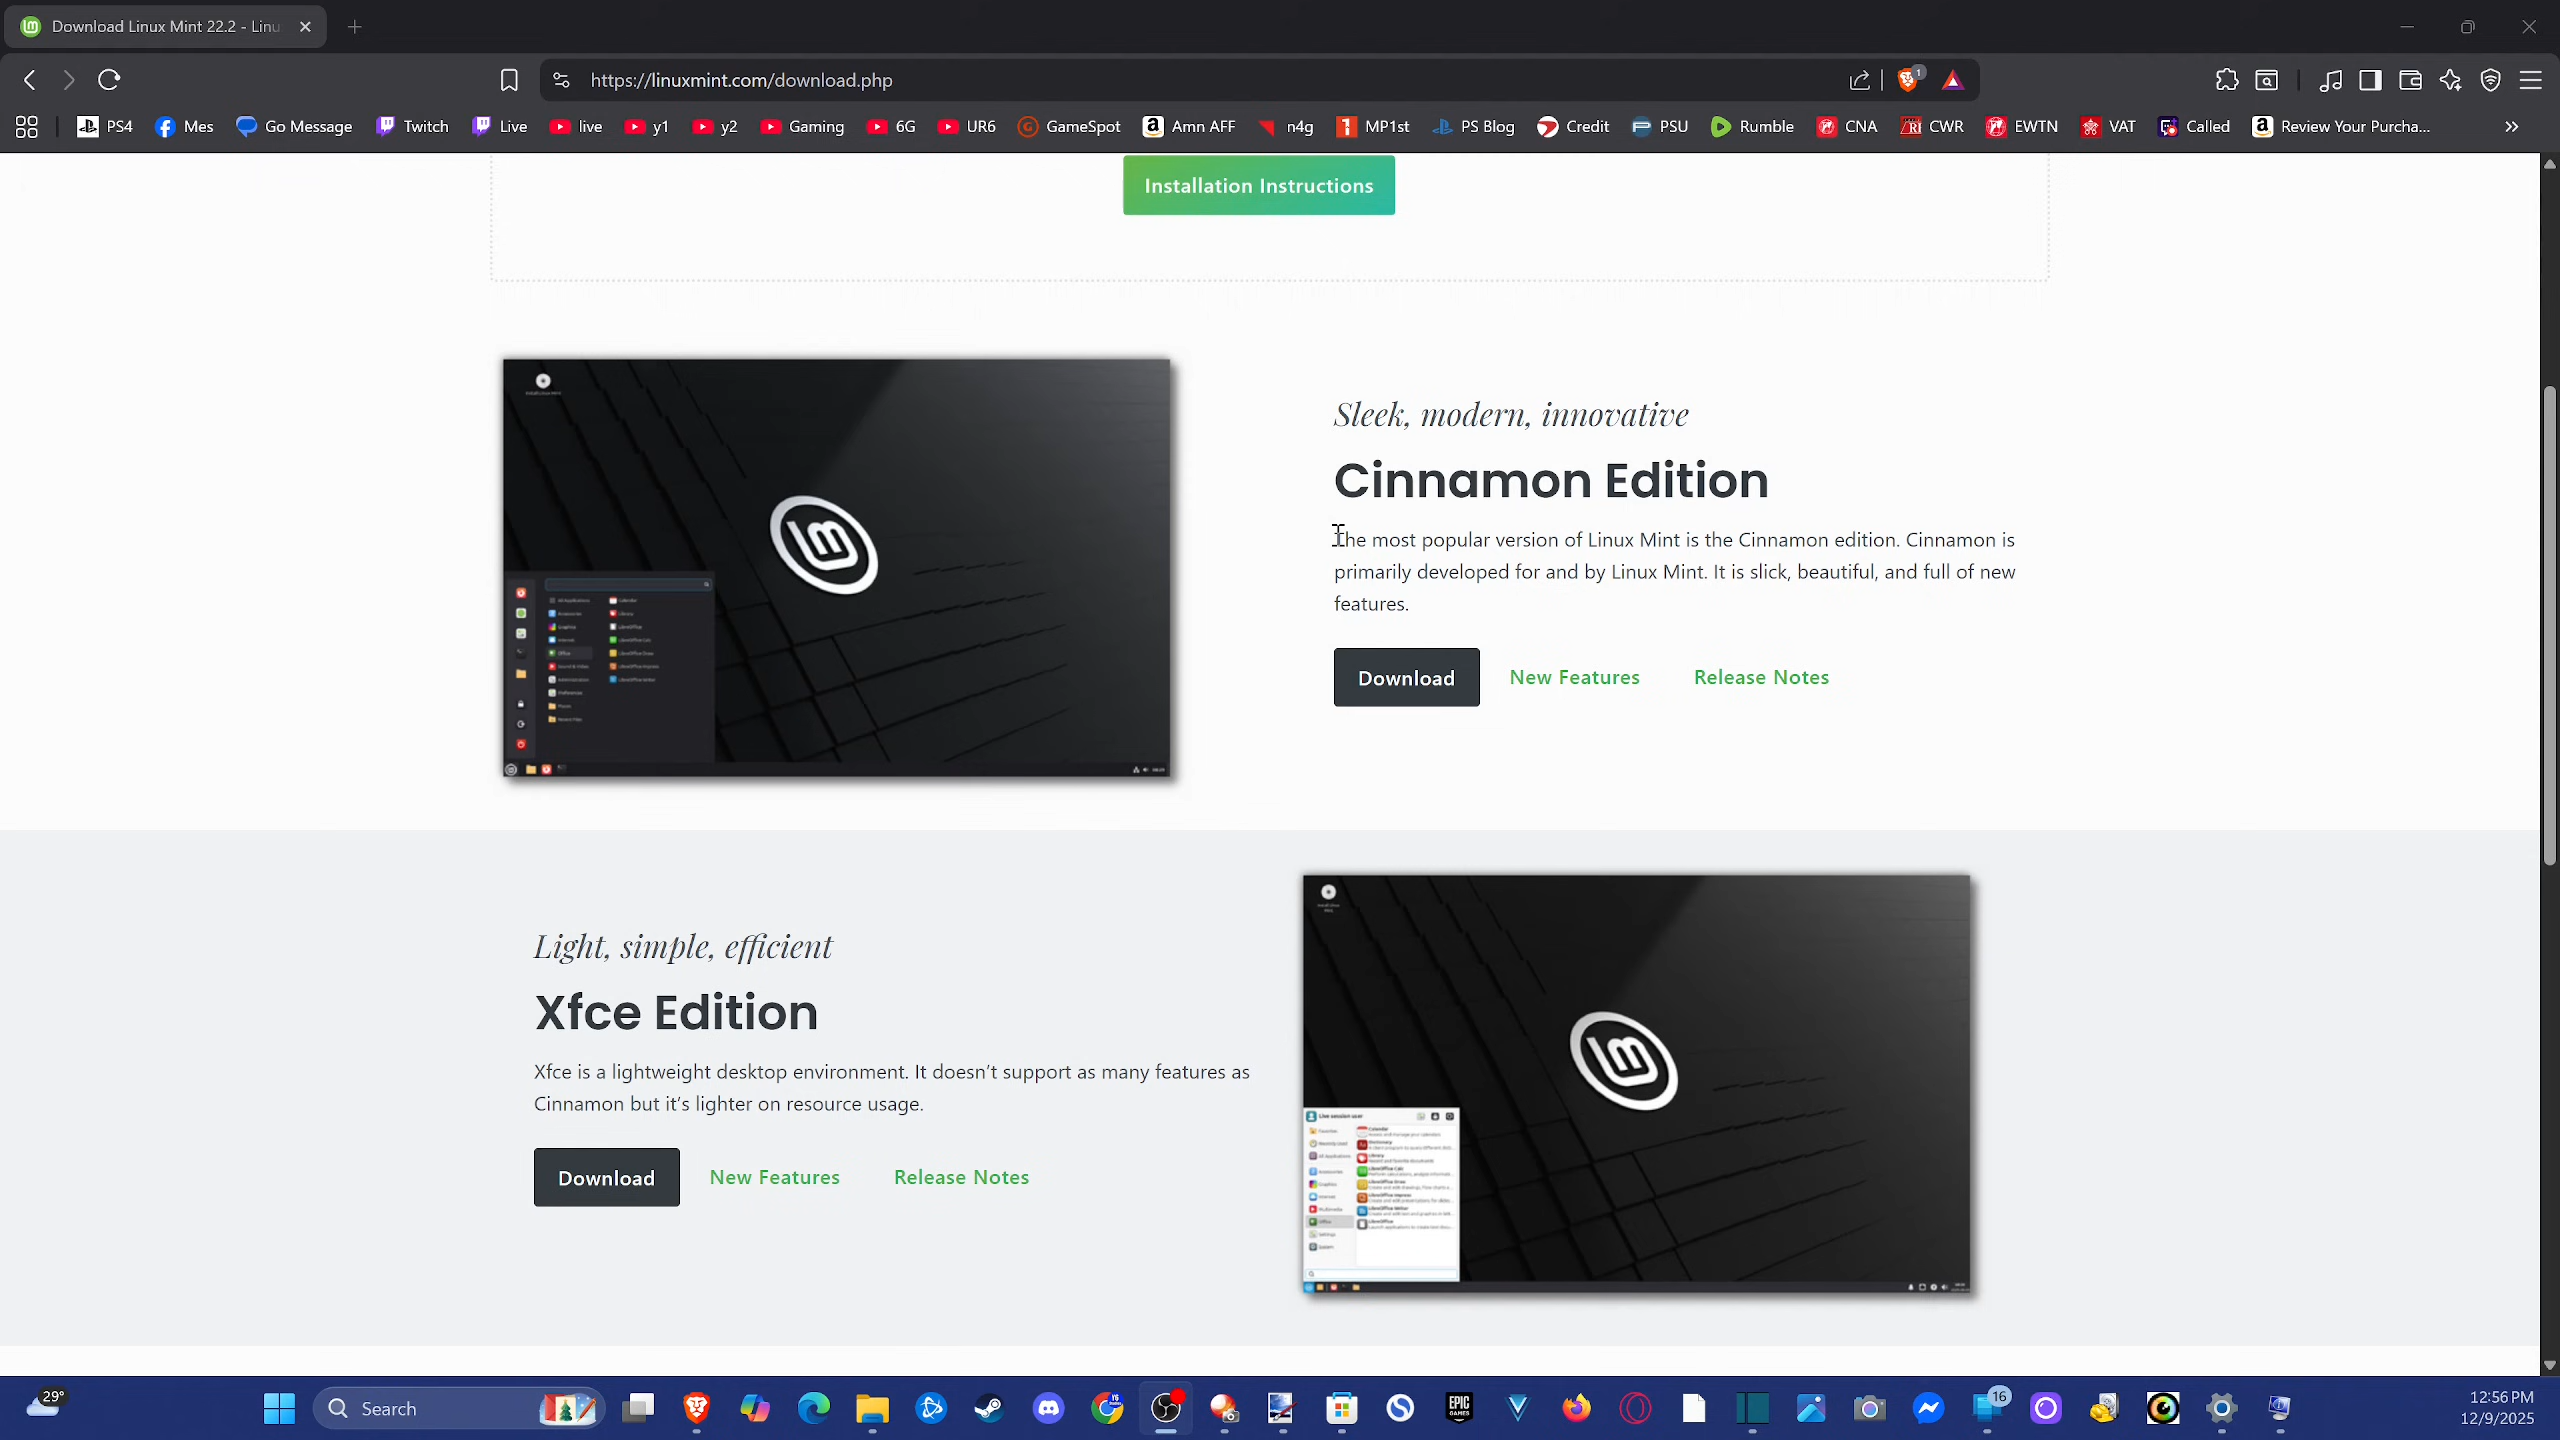 Download Linux Mint 22.2 - Linu
https://linuxmint.com/download.php
1
PS4
Mes
Go Message
Twitch
Live
live
y1
y2
Gaming
6G
UR6
GameSpot
Amn AFF
n4g
MP1st
PS Blog
Credit
PSU
Rumble
CNA
CWR
EWTN
VAT
Called
Review Your Purcha...
Installation Instructions
Sleek, modern, innovative
Cinnamon Edition
The most popular version of Linux Mint is the Cinnamon edition. Cinnamon is
primarily developed for and by Linux Mint. It is slick, beautiful, and full of new
features.
Download
New Features
Release Notes
Light, simple, efficient
Xfce Edition
Xfce is a lightweight desktop environment. It doesn’t support as many features as
Cinnamon but it’s lighter on resource usage.
Download
New Features
Release Notes
29°
Search
EPIC
GAMES
16
12:56 PM
12/9/2025